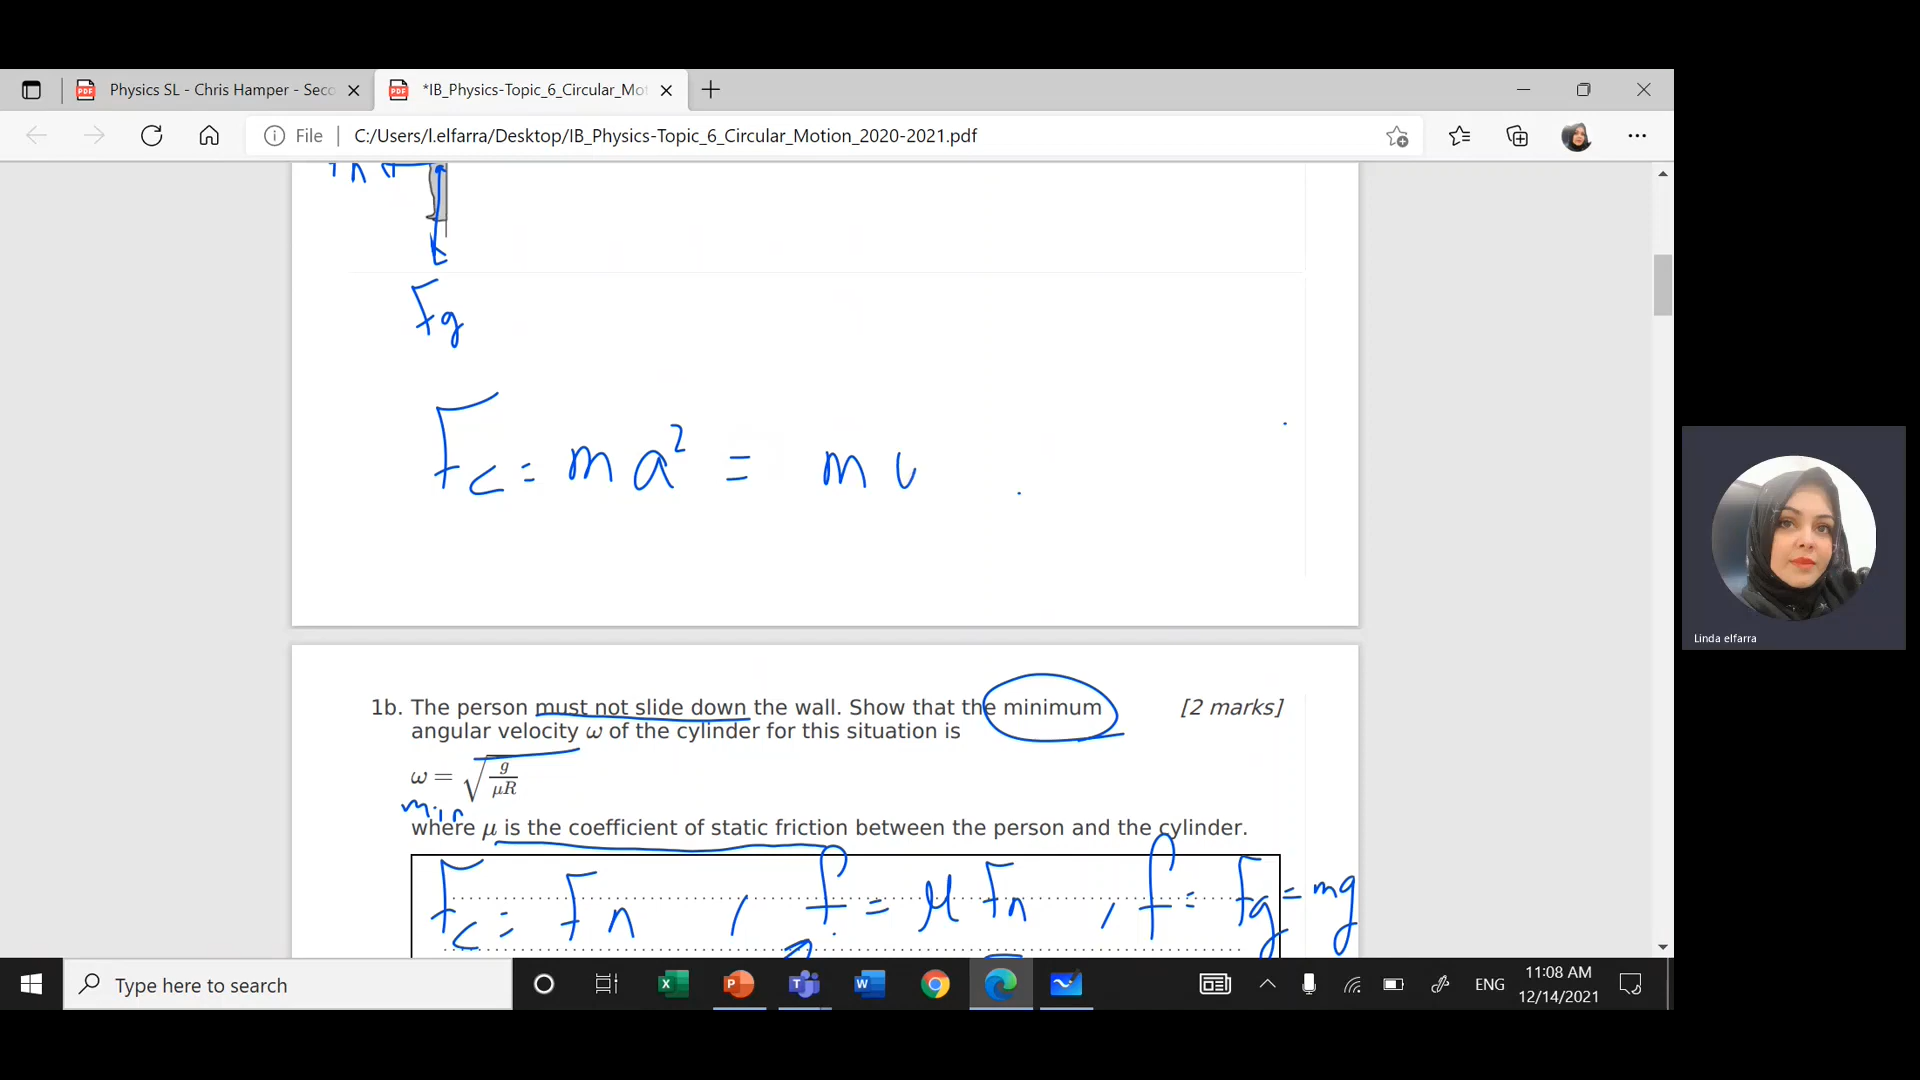 Physics SL - Chris Hamper - Seco
*IB_Physics-Topic_6_Circular_Mot
File
C:/Users/l.elfarra/Desktop/IB_Physics-Topic_6_Circular_Motion_2020-2021.pdf
Fg
Fc = ma² = m
1b. The person must not slide down the wall. Show that the minimum [2 marks]
angular velocity ω of the cylinder for this situation is
ω = √(g/μR)
min
where μ is the coefficient of static friction between the person and the cylinder.
Fc = Fn , f = μ Fn , f = Fg = mg
Linda elfarra
Type here to search
ENG
11:08 AM
12/14/2021